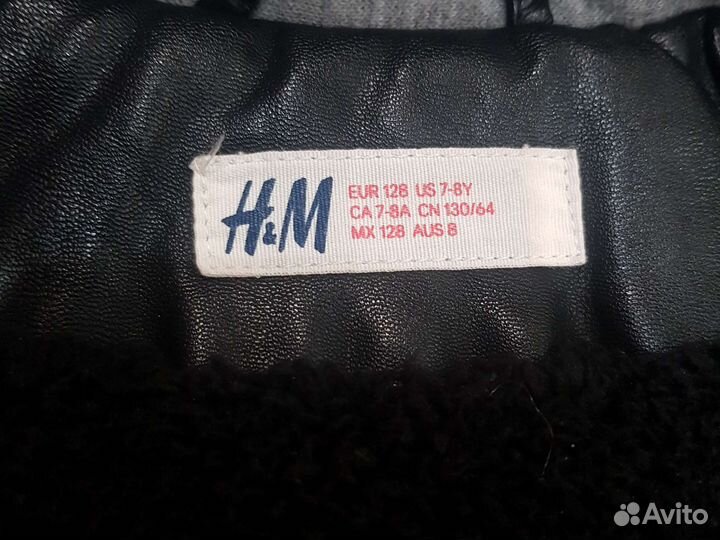 H&M
EUR 128 US 7-8Y
CA 7-8A CN 130/64
MX 128 AUS 8
Avito